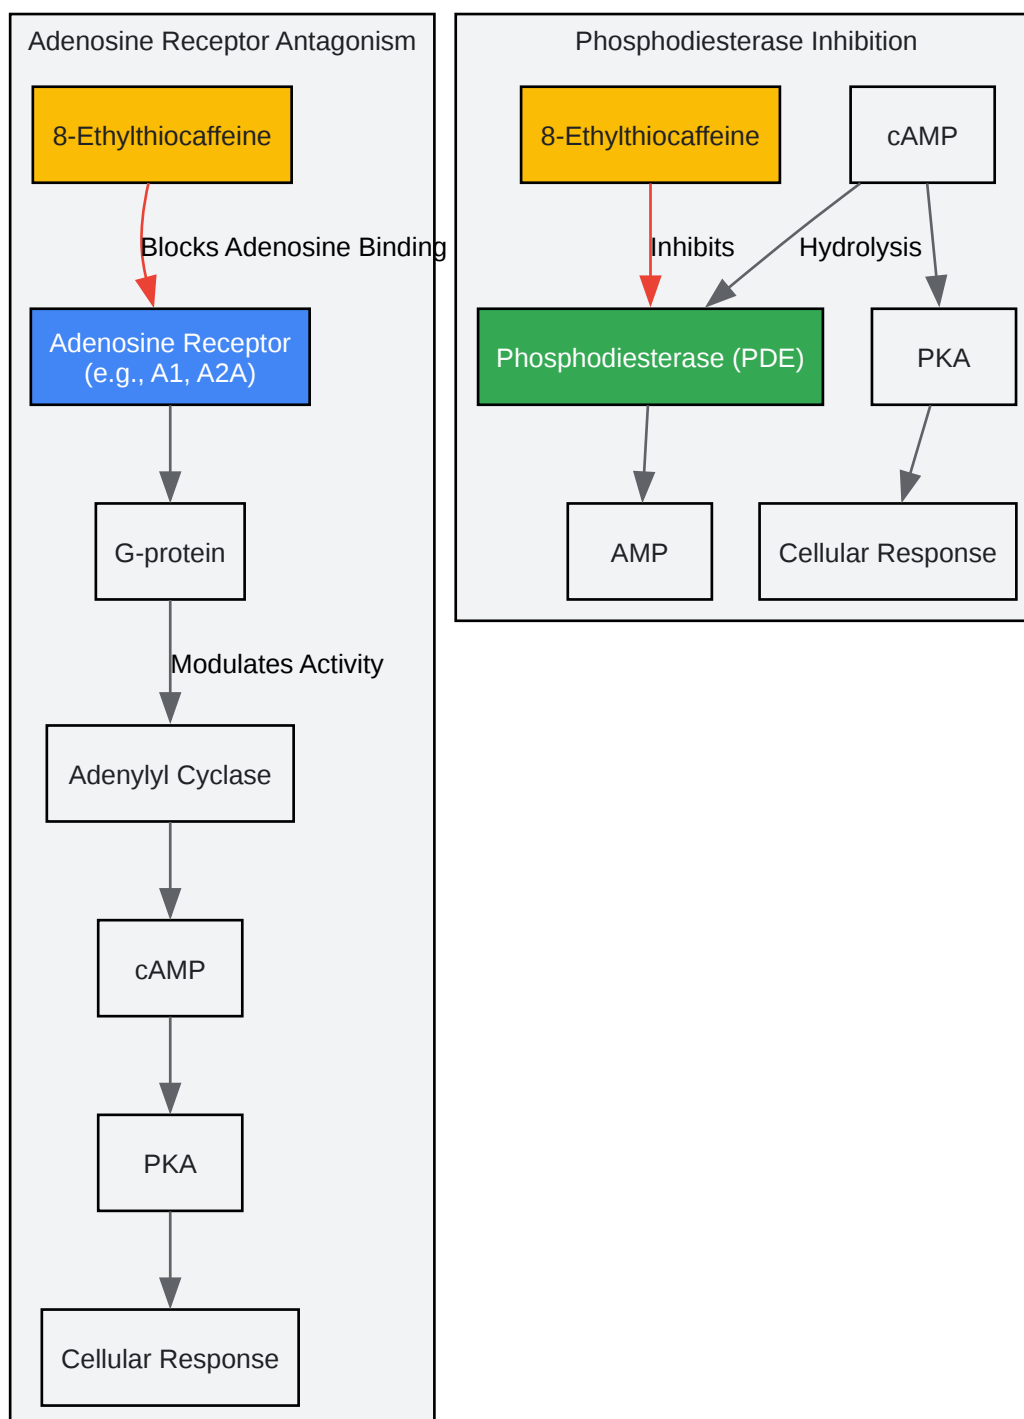 Adenosine Receptor Antagonism
8-Ethylthiocaffeine
Blocks Adenosine Binding
Adenosine Receptor
(e.g., A1, A2A)
G-protein
Modulates Activity
Adenylyl Cyclase
cAMP
PKA
Cellular Response
Phosphodiesterase Inhibition
8-Ethylthiocaffeine
cAMP
Inhibits
Hydrolysis
Phosphodiesterase (PDE)
PKA
AMP
Cellular Response